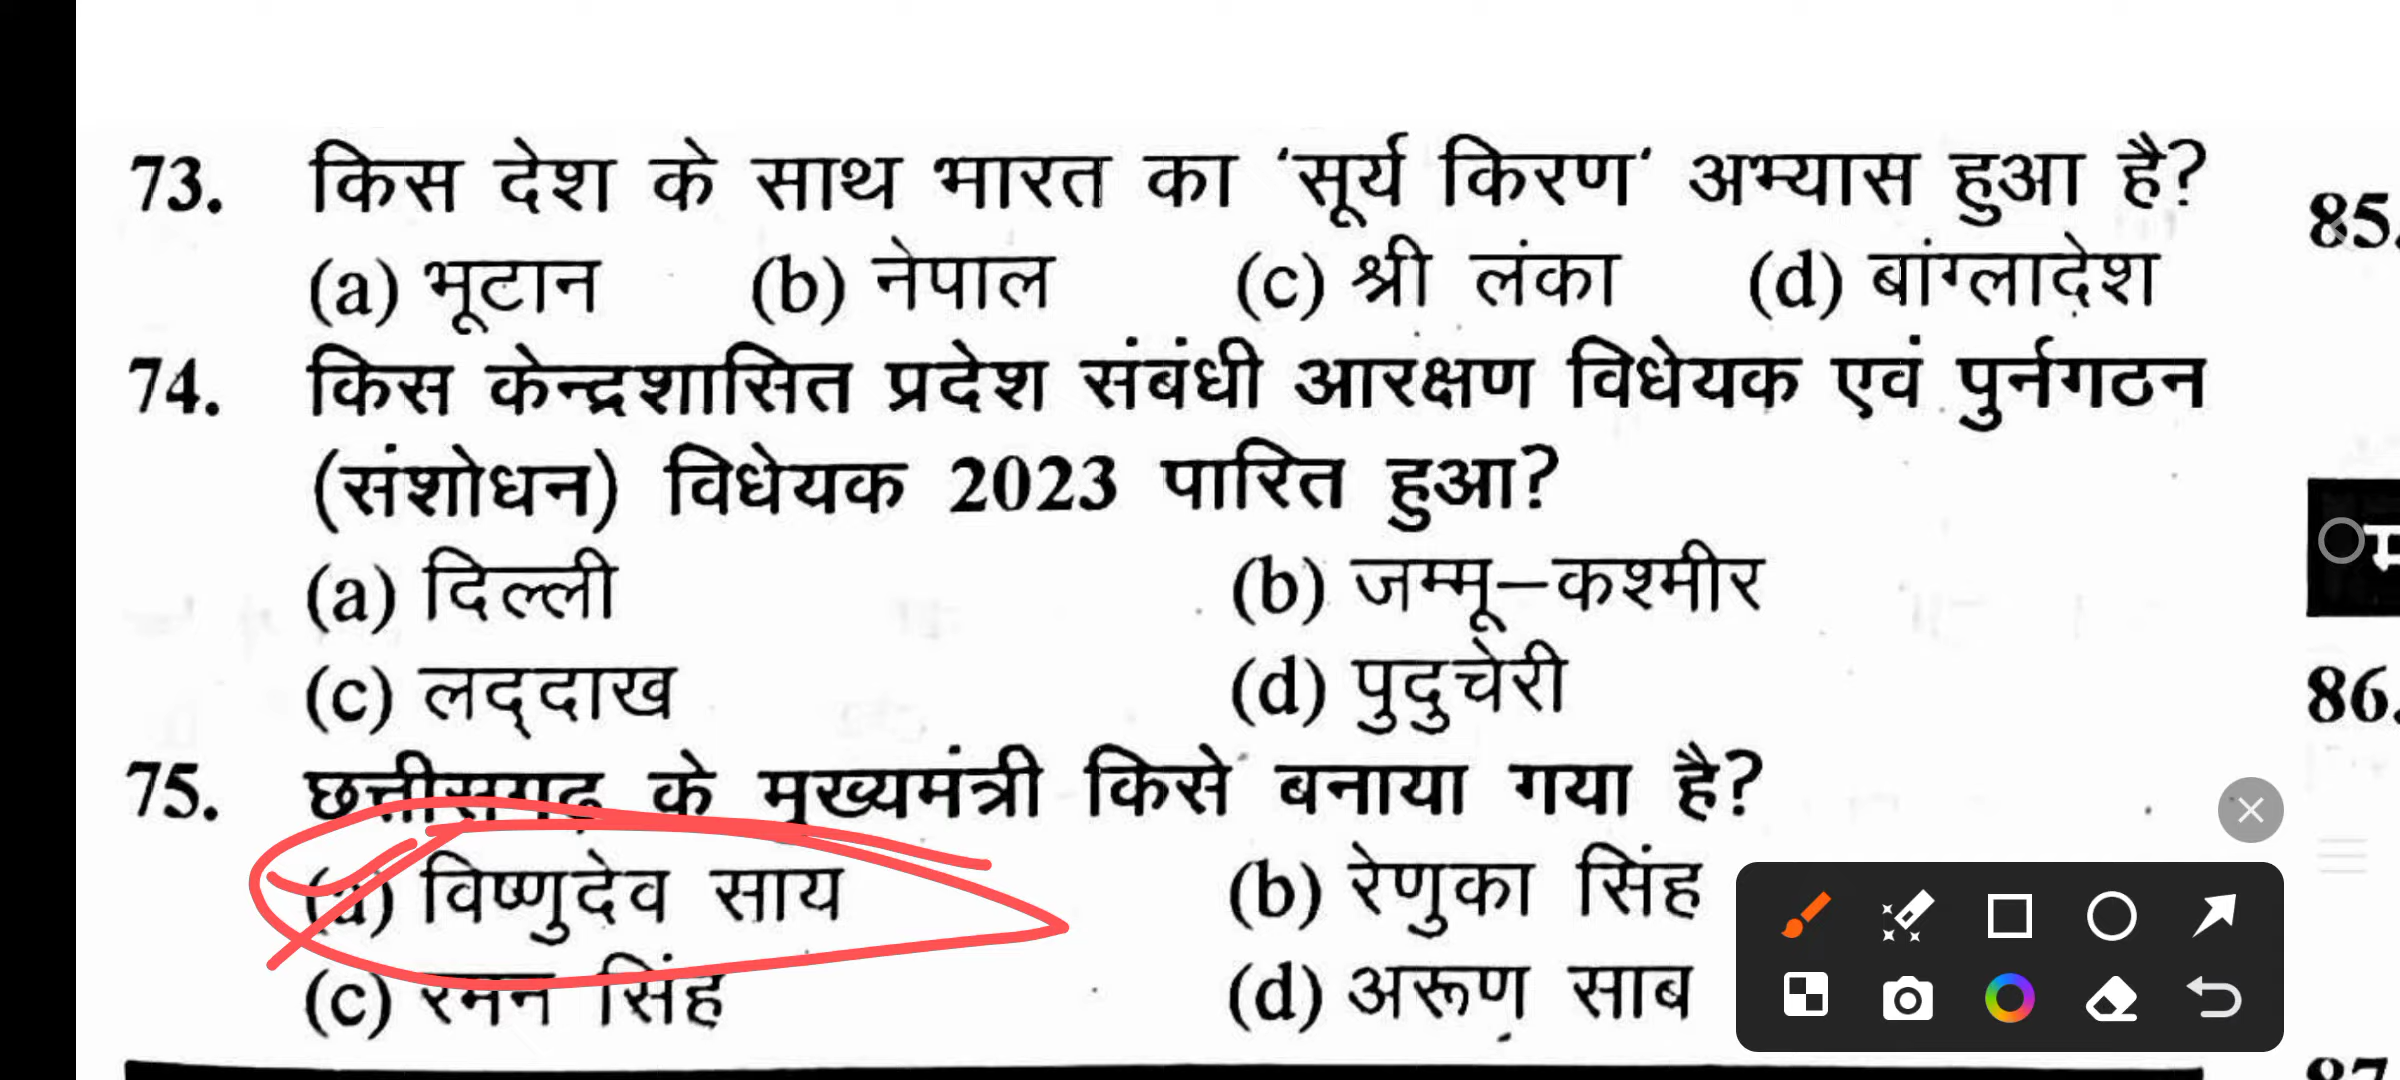 73. किस देश के साथ भारत का ‘सूर्य किरण‘ अभ्यास हुआ है?
(a) भूटान (b) नेपाल (c) श्री लंका (d) बांग्लादेश
74. किस केन्द्रशासित प्रदेश संबंधी आरक्षण विधेयक एवं पुर्नगठन
(संशोधन) विधेयक 2023 पारित हुआ?
(a) दिल्ली (b) जम्मू–कश्मीर
(c) लद्दाख (d) पुदुचेरी
75. छत्तीसगढ़ के मुख्यमंत्री किसे बनाया गया है?
(a) विष्णुदेव साय (b) रेणुका सिंह
(c) रमन सिंह (d) अरूण साब
85.
86.
87